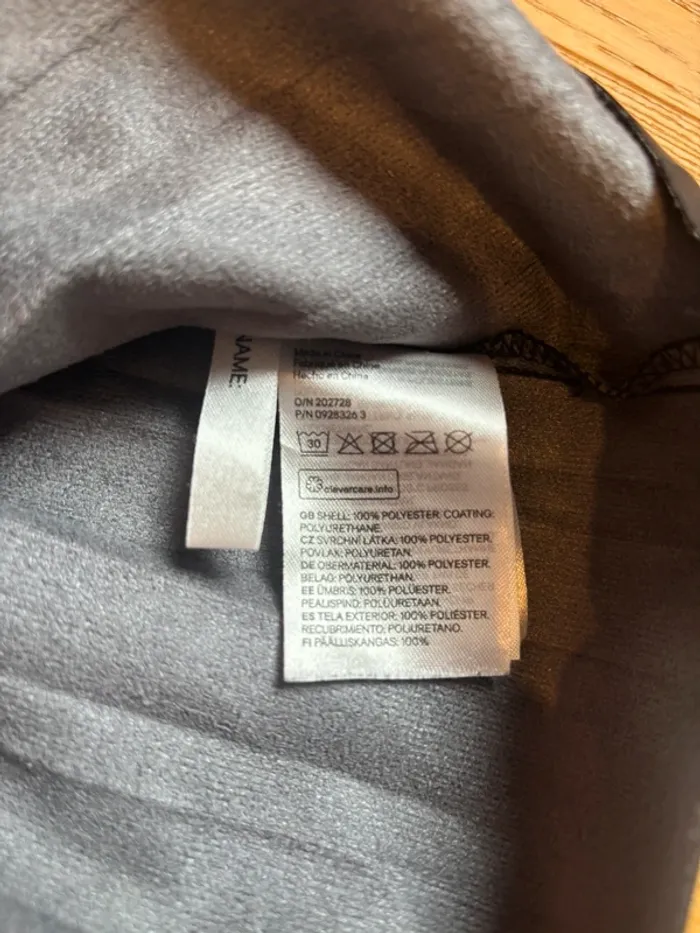 NAME:
Made in China
Fabriqué en Chine
Hecho en China
O/N 202728
P/N 0928326 3
30
clevercare.info
GB SHELL: 100% POLYESTER. COATING:
POLYURETHANE.
CZ SVRCHNÍ LÁTKA: 100% POLYESTER.
POVLAK: POLYURETAN.
DE OBERMATERIAL: 100% POLYESTER.
BELAG: POLYURETHAN.
EE ÜMBRIS: 100% POLÜESTER.
PEALISPIND: POLÜURETAAN.
ES TELA EXTERIOR: 100% POLIÉSTER.
RECUBRIMIENTO: POLIURETANO.
FI PÄÄLLISKANGAS: 100%